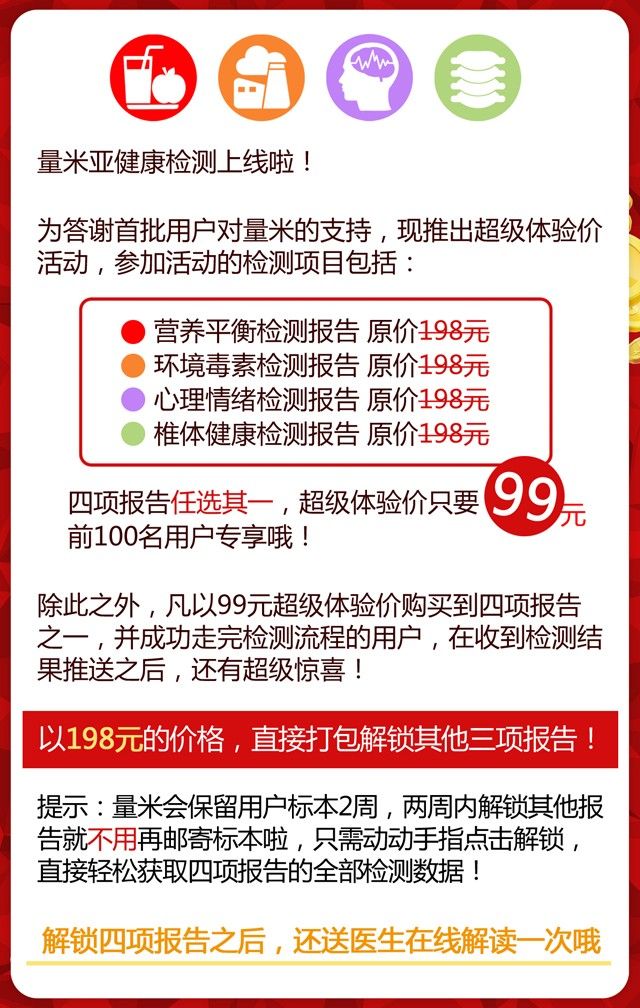 量米亚健康检测上线啦！
为答谢首批用户对量米的支持，现推出超级体验价
活动，参加活动的检测项目包括：
营养平衡检测报告 原价198元
环境毒素检测报告 原价198元
心理情绪检测报告 原价198元
椎体健康检测报告 原价198元
四项报告任选其一，超级体验价只要99元
前100名用户专享哦！
除此之外，凡以99元超级体验价购买到四项报告
之一，并成功走完检测流程的用户，在收到检测结
果推送之后，还有超级惊喜！
以198元的价格，直接打包解锁其他三项报告！
提示：量米会保留用户标本2周，两周内解锁其他报
告就不用再邮寄标本啦，只需动动手指点击解锁，
直接轻松获取四项报告的全部检测数据！
解锁四项报告之后，还送医生在线解读一次哦